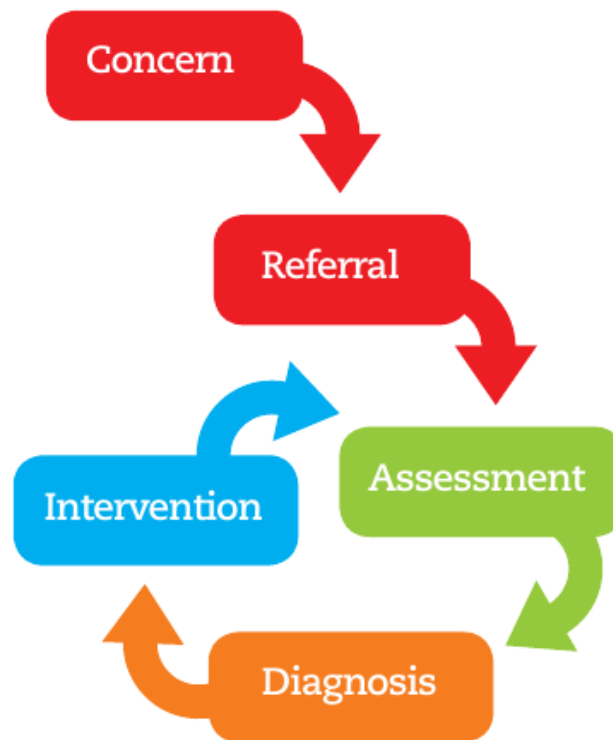 Concern
Referral
Assessment
Intervention
Diagnosis